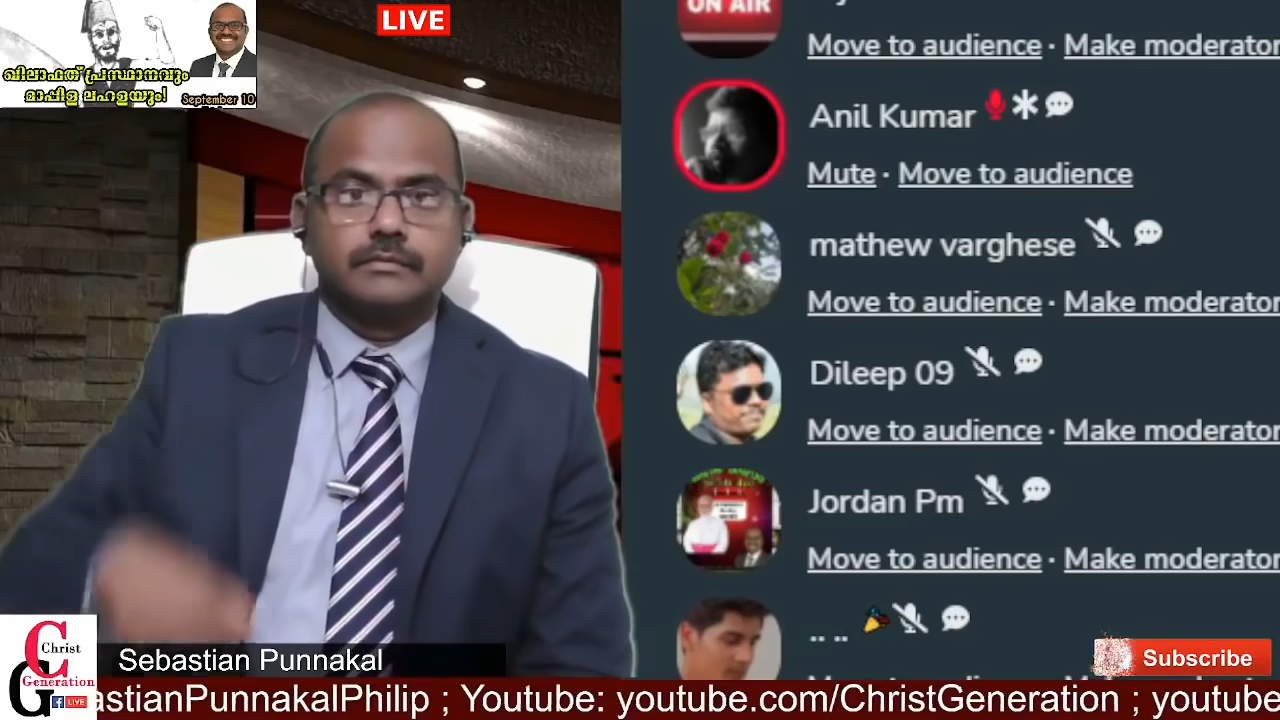 LIVE
ഖിലാഫത് പ്രസ്ഥാനവും
മാപ്പിള ലഹളയും!
September 10
ON AIR
Move to audience · Make moderator
Anil Kumar
Mute · Move to audience
mathew varghese
Move to audience · Make moderator
Dileep 09
Move to audience · Make moderator
Jordan Pm
Move to audience · Make moderator
.. ..
Christ
Generation
LIVE
Sebastian Punnakal
Subscribe
astianPunnakalPhilip ; Youtube: youtube.com/ChristGeneration ; youtube